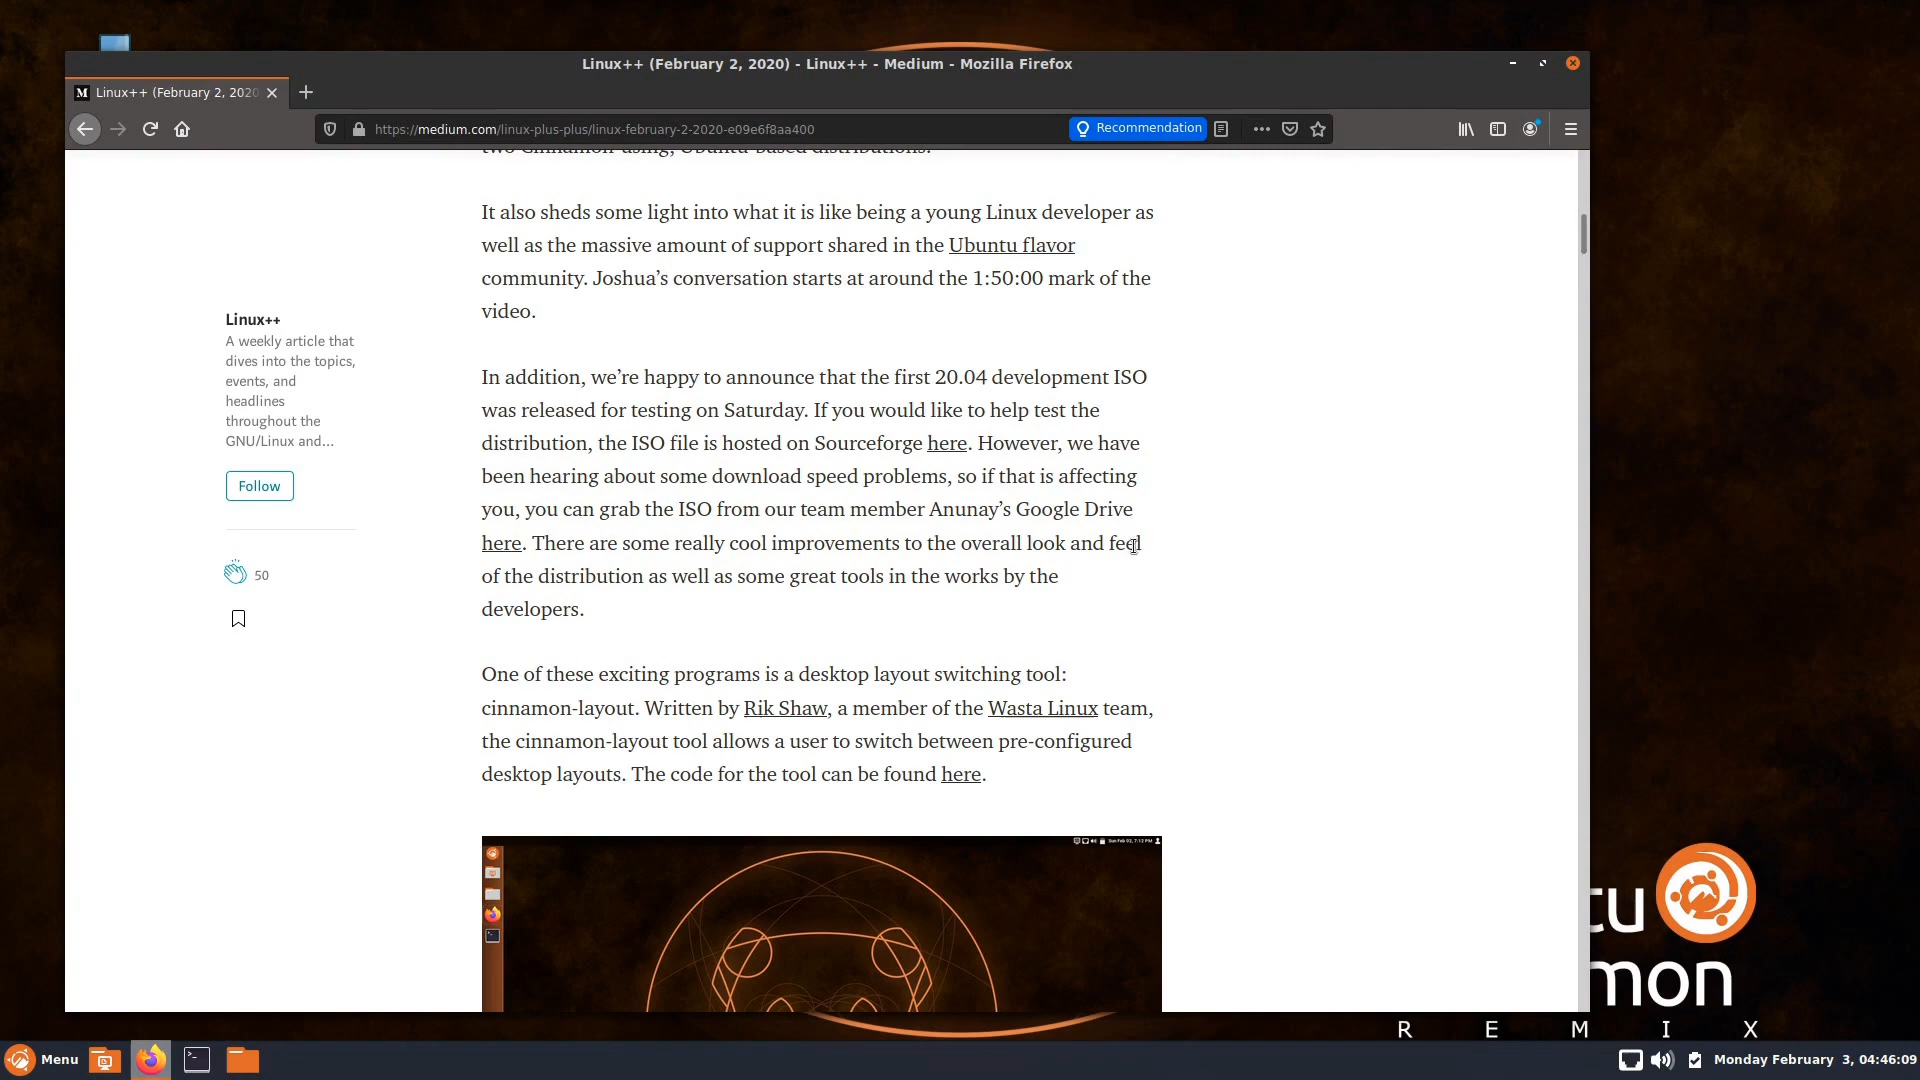 Linux++ (February 2, 2020) - Linux++ - Medium - Mozilla Firefox
M Linux++ (February 2, 2020
https://medium.com/linux-plus-plus/linux-february-2-2020-e09e6f8aa400
Recommendation
two Cinnamon-using, Ubuntu-based distributions.
It also sheds some light into what it is like being a young Linux developer as
well as the massive amount of support shared in the Ubuntu flavor
community. Joshua’s conversation starts at around the 1:50:00 mark of the
video.
Linux++
A weekly article that
dives into the topics,
events, and
headlines
throughout the
GNU/Linux and...
Follow
50
In addition, we’re happy to announce that the first 20.04 development ISO
was released for testing on Saturday. If you would like to help test the
distribution, the ISO file is hosted on Sourceforge here. However, we have
been hearing about some download speed problems, so if that is affecting
you, you can grab the ISO from our team member Anunay’s Google Drive
here. There are some really cool improvements to the overall look and feel
of the distribution as well as some great tools in the works by the
developers.
One of these exciting programs is a desktop layout switching tool:
cinnamon-layout. Written by Rik Shaw, a member of the Wasta Linux team,
the cinnamon-layout tool allows a user to switch between pre-configured
desktop layouts. The code for the tool can be found here.
Sun Feb 02, 7:12 PM
tu
mon
R E M I X
Menu
Monday February 3, 04:46:09